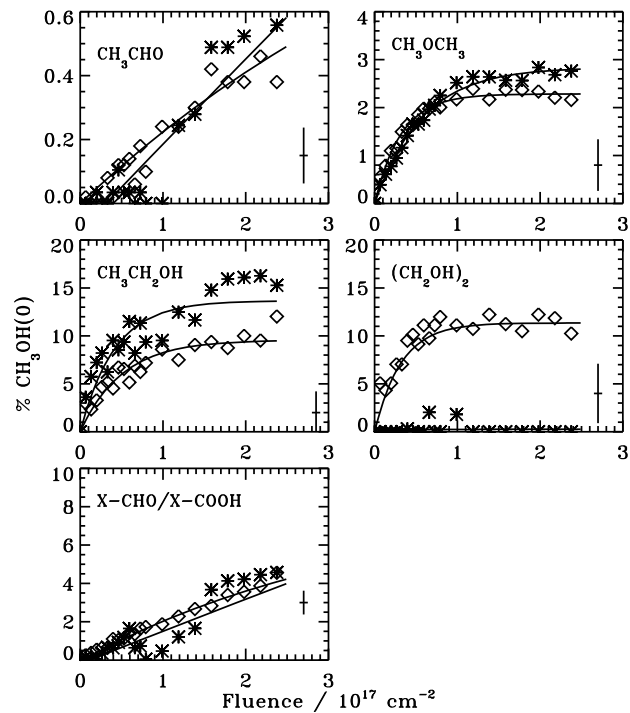 CH3CHO
0.6
0.4
0.2
0.0
0 1 2 3
CH3OCH3
4
3
2
1
0
0 1 2 3
CH3CH2OH
20
15
10
5
0
0 1 2 3
(CH2OH)2
20
15
10
5
0
0 1 2 3
% CH3OH(0)
X-CHO/X-COOH
10
8
6
4
2
0
0 1 2 3
Fluence / 10^17 cm^-2